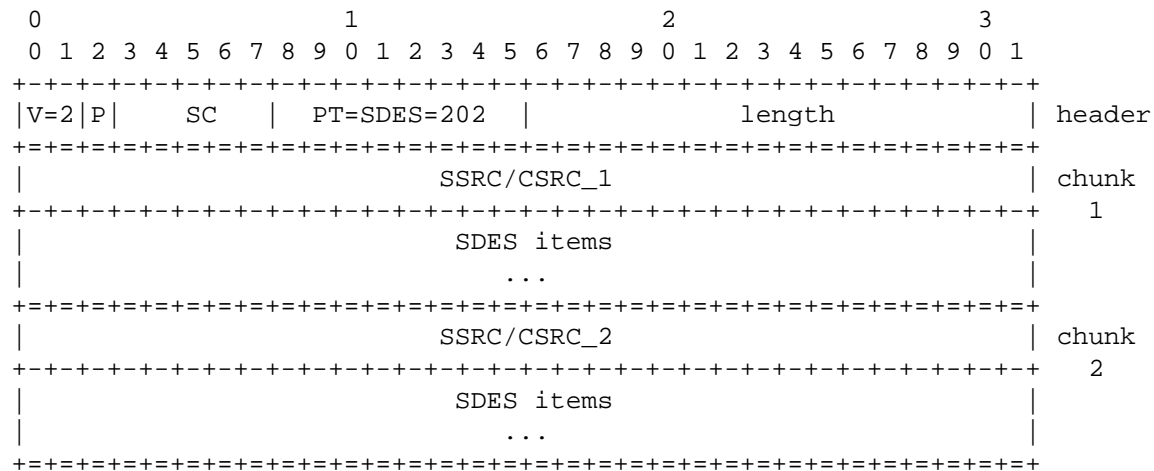 0                   1                   2                   3
 0 1 2 3 4 5 6 7 8 9 0 1 2 3 4 5 6 7 8 9 0 1 2 3 4 5 6 7 8 9 0 1
+-+-+-+-+-+-+-+-+-+-+-+-+-+-+-+-+-+-+-+-+-+-+-+-+-+-+-+-+-+-+-+-+
|V=2|P|    SC   |  PT=SDES=202  |             length            | header
+=+=+=+=+=+=+=+=+=+=+=+=+=+=+=+=+=+=+=+=+=+=+=+=+=+=+=+=+=+=+=+=+
|                          SSRC/CSRC_1                          | chunk
+-+-+-+-+-+-+-+-+-+-+-+-+-+-+-+-+-+-+-+-+-+-+-+-+-+-+-+-+-+-+-+-+   1
|                           SDES items                          |
|                              ...                              |
+=+=+=+=+=+=+=+=+=+=+=+=+=+=+=+=+=+=+=+=+=+=+=+=+=+=+=+=+=+=+=+=+
|                          SSRC/CSRC_2                          | chunk
+-+-+-+-+-+-+-+-+-+-+-+-+-+-+-+-+-+-+-+-+-+-+-+-+-+-+-+-+-+-+-+-+   2
|                           SDES items                          |
|                              ...                              |
+=+=+=+=+=+=+=+=+=+=+=+=+=+=+=+=+=+=+=+=+=+=+=+=+=+=+=+=+=+=+=+=+